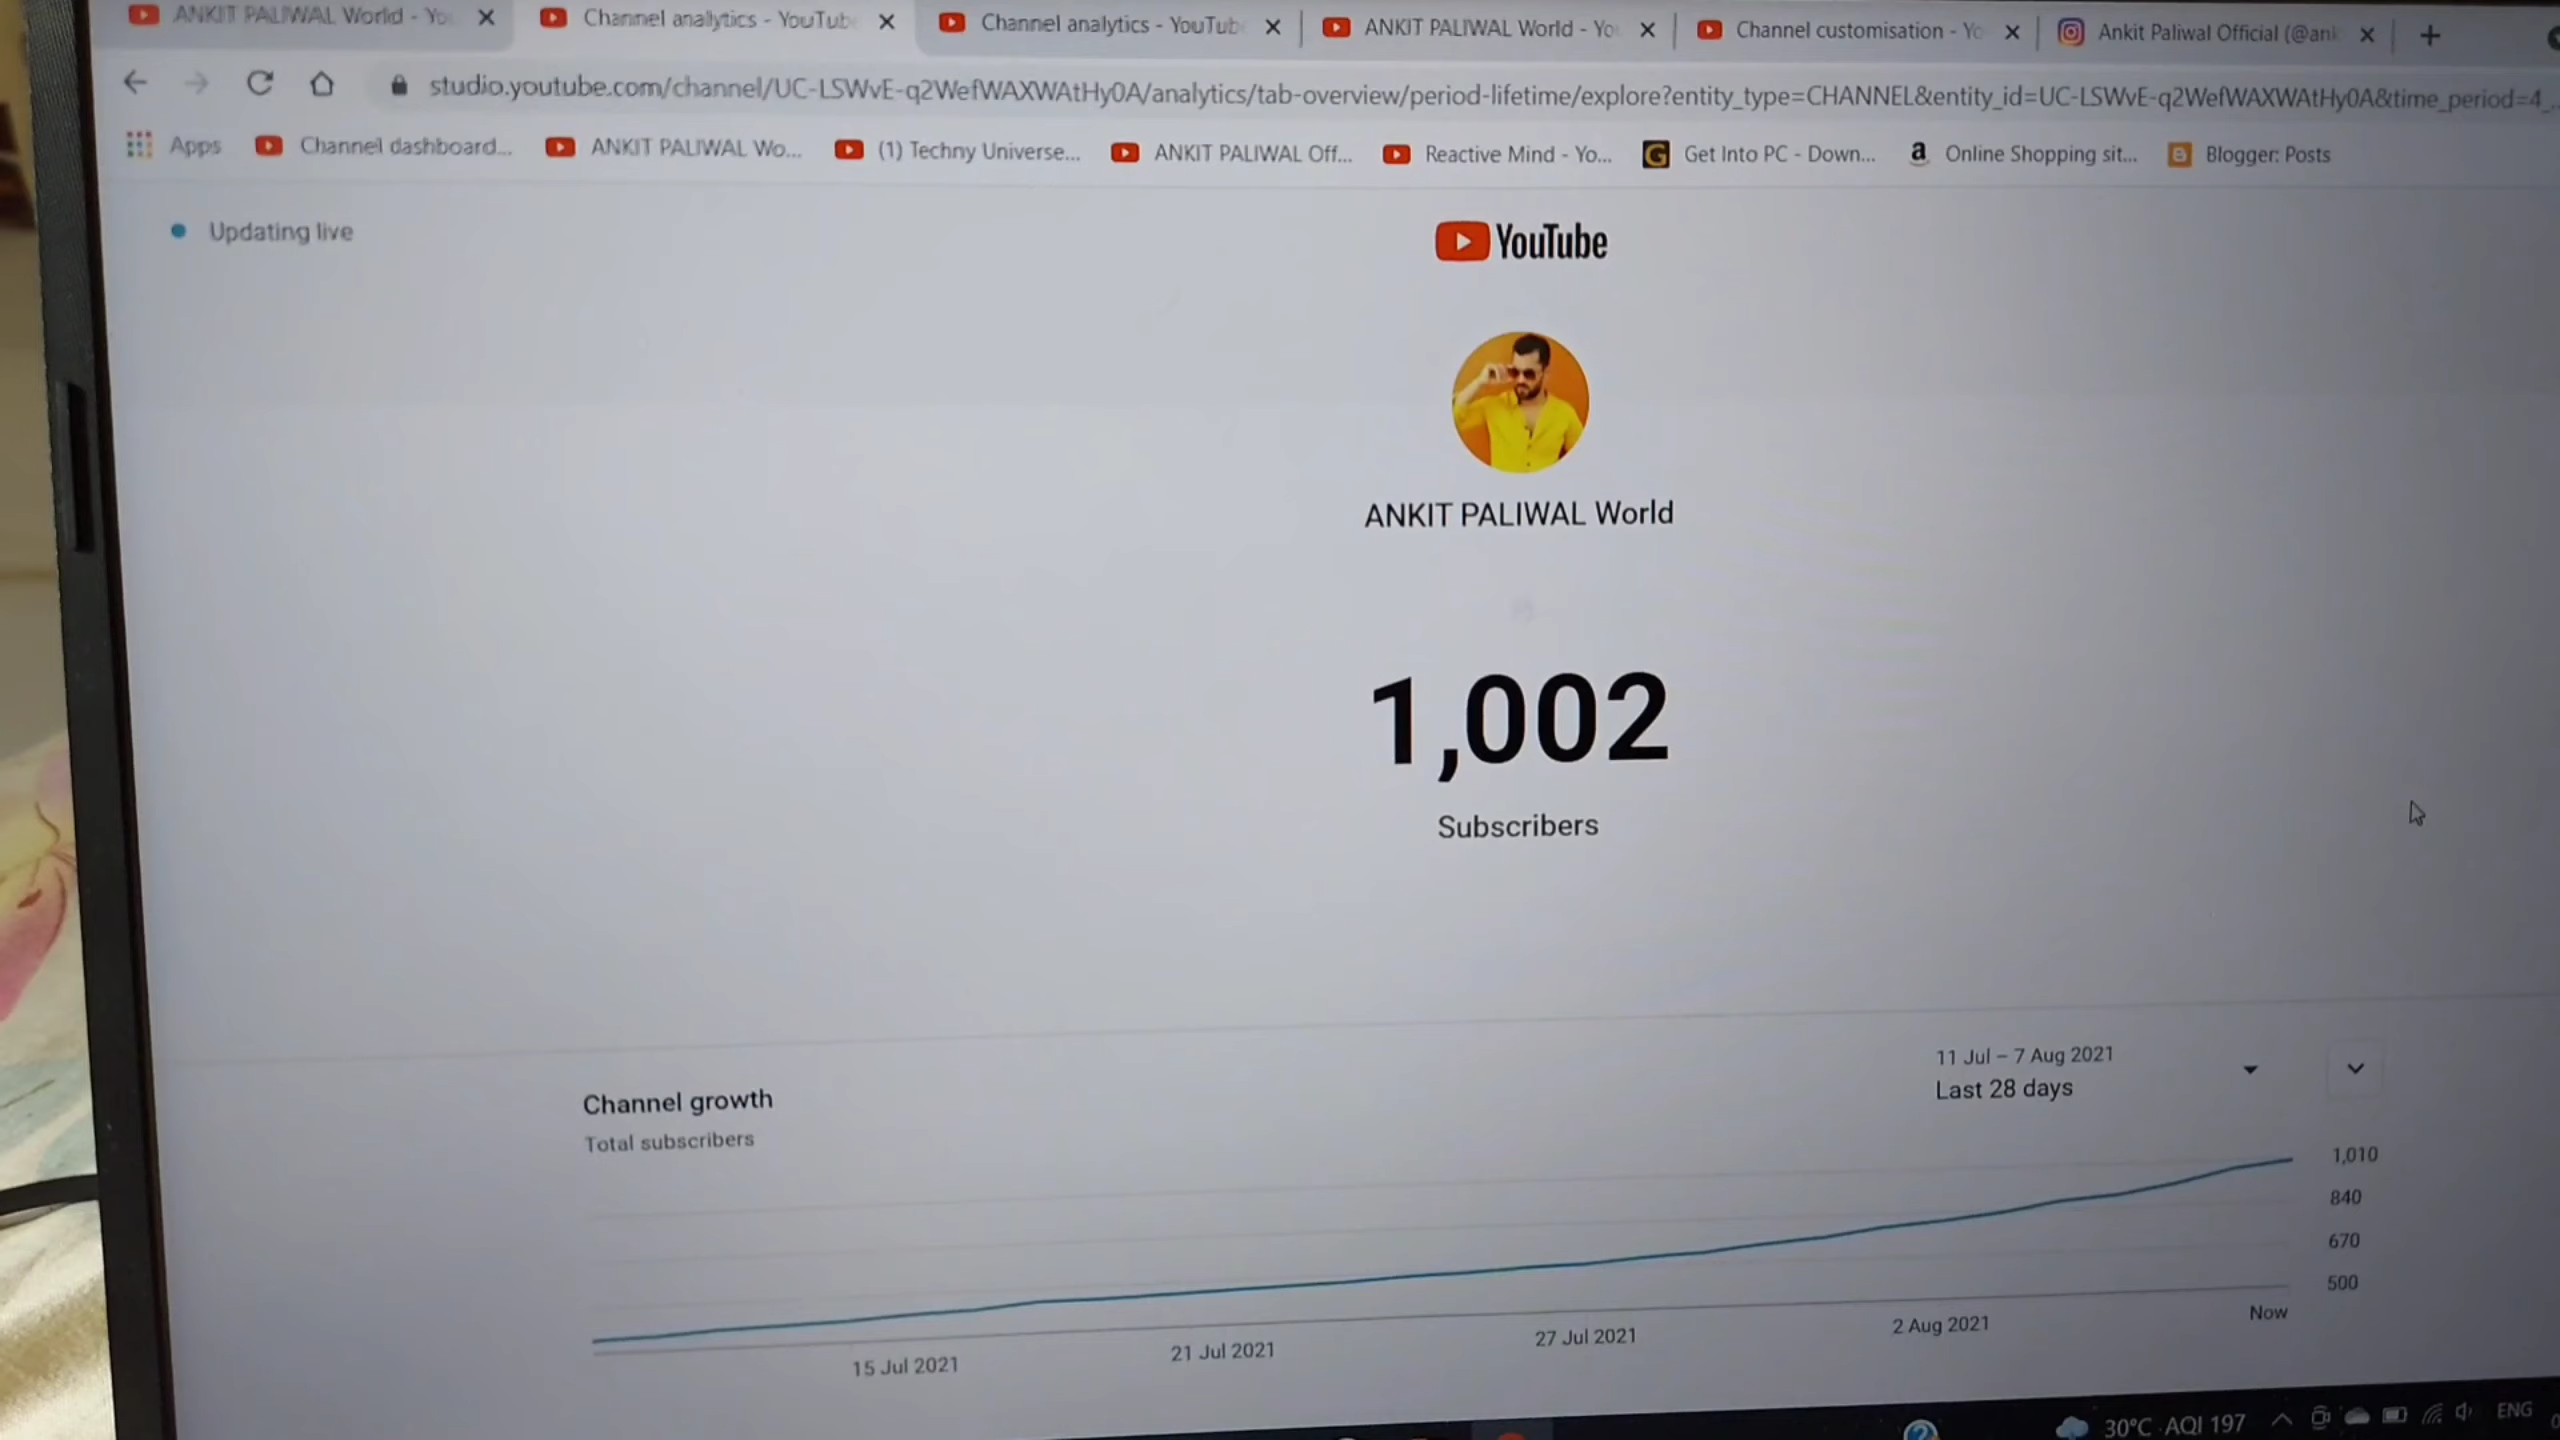 ANKIT PALIWAL World - You
Channel analytics - YouTube
Channel analytics - YouTub
ANKIT PALIWAL World - Yo
Channel customisation - Yo
Ankit Paliwal Official (@ank
studio.youtube.com/channel/UC-LSWvE-q2WefWAXWAtHy0A/analytics/tab-overview/period-lifetime/explore?entity_type=CHANNEL&entity_id=UC-LSWvE-q2WefWAXWAtHy0A&time_period=4_...
Apps
Channel dashboard...
ANKIT PALIWAL Wo...
(1) Techny Universe...
ANKIT PALIWAL Off...
Reactive Mind - Yo...
Get Into PC - Down...
Online Shopping sit...
Blogger: Posts
Updating live
YouTube
ANKIT PALIWAL World
1,002
Subscribers
11 Jul – 7 Aug 2021
Last 28 days
Channel growth
Total subscribers
1,010
840
670
500
15 Jul 2021
21 Jul 2021
27 Jul 2021
2 Aug 2021
Now
30°C AQI 197
ENG